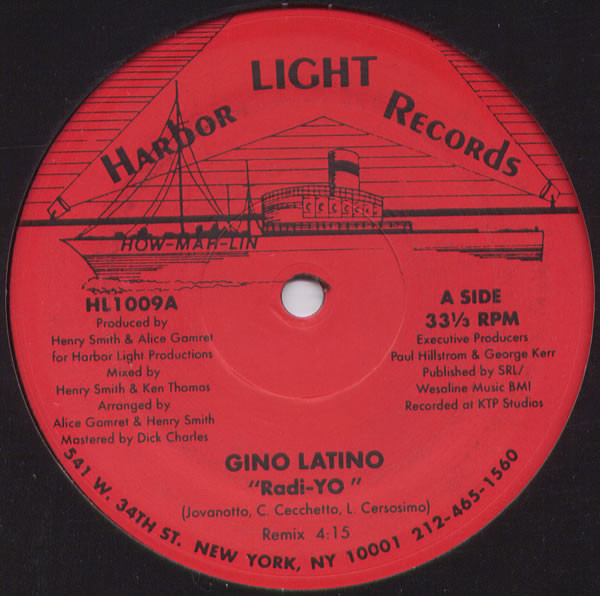 Harbor LIGHT Records
HOW-MAH-LIN
HL1009A
Produced by
Henry Smith & Alice Gamret
for Harbor Light Productions
Mixed by
Henry Smith & Ken Thomas
Arranged by
Alice Gamret & Henry Smith
Mastered by Dick Charles
A SIDE
33⅓ RPM
Executive Producers
Paul Hillstrom & George Kerr
Published by SRL/
Wesaline Music BMI
Recorded at KTP Studios
GINO LATINO
"Radi-YO"
(Jovanotto, C. Cecchetto, L. Cersosimo)
Remix 4:15
541 W. 34TH ST. NEW YORK, NY 10001 212-465-1560